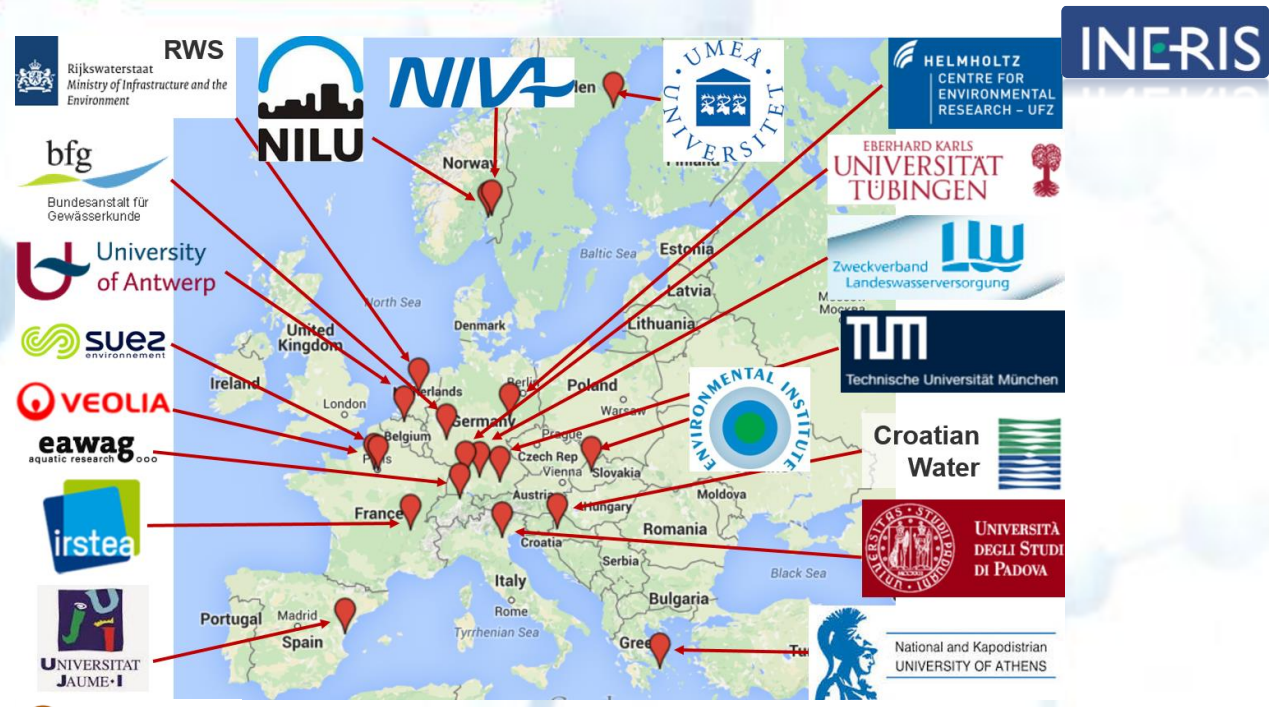 INERIS
RWS
Rijkswaterstaat
Ministry of Infrastructure and the
Environment
NILU
NIVA
UMEÅ UNIVERSITET
HELMHOLTZ
CENTRE FOR
ENVIRONMENTAL
RESEARCH – UFZ
bfg
Bundesanstalt für
Gewässerkunde
EBERHARD KARLS
UNIVERSITÄT
TÜBINGEN
University
of Antwerp
LW
Zweckverband
Landeswasserversorgung
suez
environnement
TUM
Technische Universität München
VEOLIA
eawag
aquatic research
ENVIRONMENTAL INSTITUTE
Croatian
Water
irstea
UNIVERSITÀ
DEGLI STUDI
DI PADOVA
UJI
UNIVERSITAT
JAUME·I
National and Kapodistrian
UNIVERSITY OF ATHENS
Norway
Finland
Baltic Sea
Estonia
Latvia
Lithuania
North Sea
Denmark
United
Kingdom
Ireland
London
Berlin
Poland
Warsaw
Germany
Belgium
Prague
Czech Rep
Vienna
Slovakia
Austria
Hungary
Moldova
France
Romania
Croatia
Serbia
Black Sea
Italy
Rome
Bulgaria
Portugal
Madrid
Spain
Tyrrhenian Sea
Gree